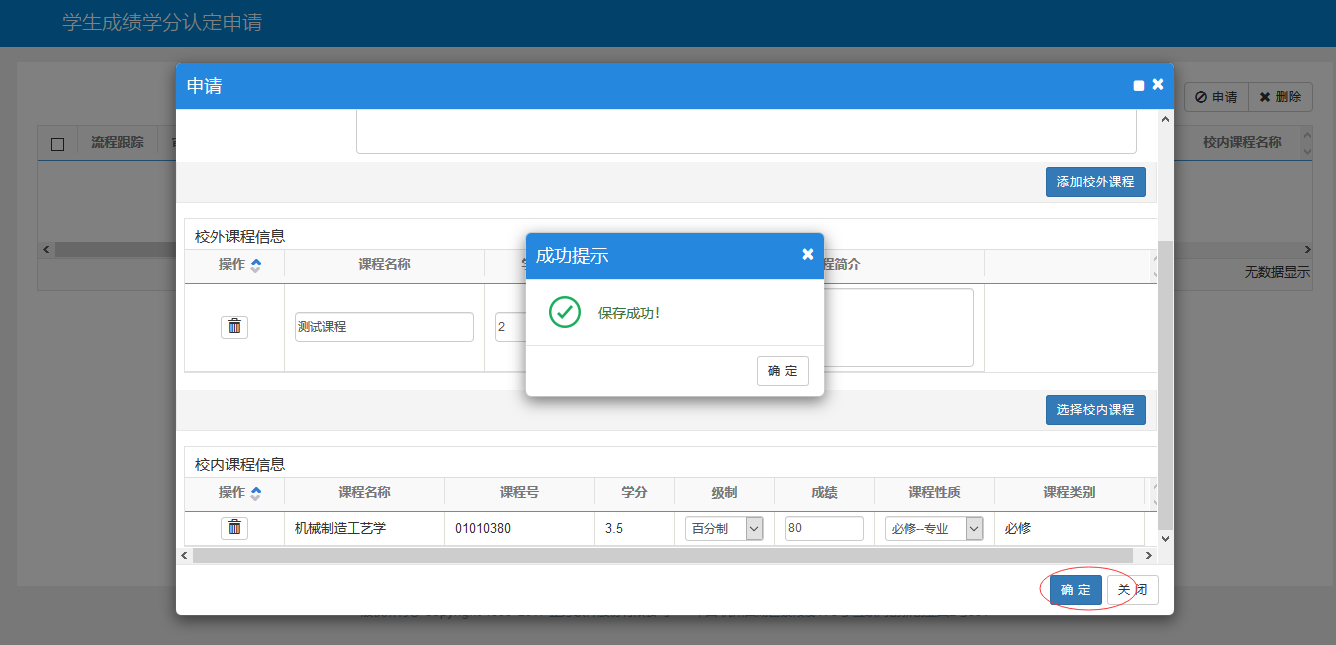 学生成绩学分认定申请
申请
申请 删除
流程跟踪
校内课程名称
添加校外课程
校外课程信息
操作 课程名称
程简介
测试课程 2
成功提示
保存成功！
确 定
无数据显示
选择校内课程
校内课程信息
操作 课程名称 课程号 学分 级制 成绩 课程性质 课程类别
机械制造工艺学 01010380 3.5 百分制 80 必修--专业 必修
确 定 关 闭